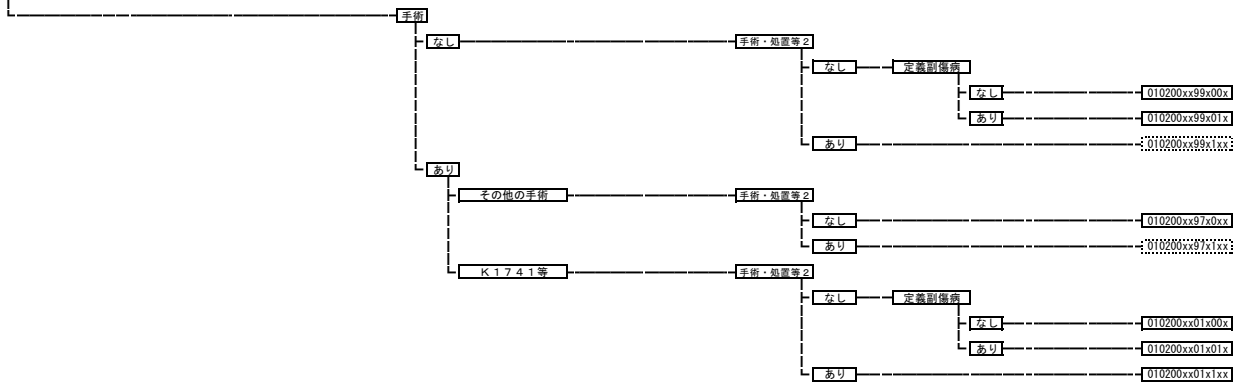 手術
なし 手術・処置等２
なし 定義副傷病
なし 010200xx99x00x
あり 010200xx99x01x
あり 010200xx99x1xx
あり
その他の手術 手術・処置等２
なし 010200xx97x0xx
あり 010200xx97x1xx
Ｋ１７４１等 手術・処置等２
なし 定義副傷病
なし 010200xx01x00x
あり 010200xx01x01x
あり 010200xx01x1xx